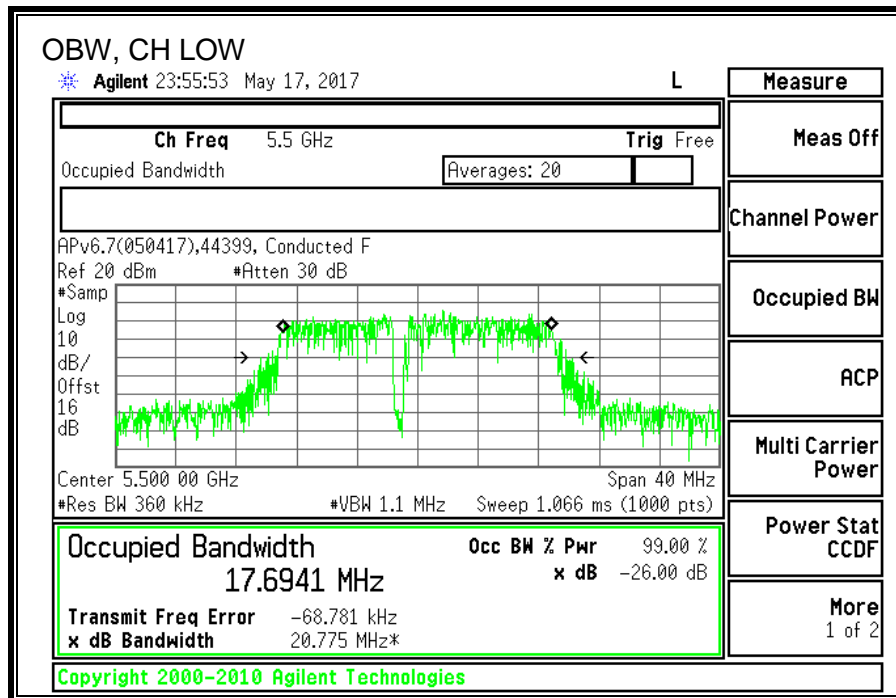 OBW, CH LOW
Agilent 23:55:53 May 17, 2017 L
Measure
Ch Freq 5.5 GHz Trig Free
Occupied Bandwidth Averages: 20
APv6.7(050417),44399, Conducted F
Ref 20 dBm #Atten 30 dB
#Samp
Log
10
dB/
Offst
16
dB
Center 5.500 00 GHz Span 40 MHz
#Res BW 360 kHz #VBW 1.1 MHz Sweep 1.066 ms (1000 pts)
Occupied Bandwidth Occ BW % Pwr 99.00 %
17.6941 MHz x dB -26.00 dB
Transmit Freq Error -68.781 kHz
x dB Bandwidth 20.775 MHz*
Copyright 2000-2010 Agilent Technologies
Meas Off
Channel Power
Occupied BW
ACP
Multi Carrier
Power
Power Stat
CCDF
More
1 of 2